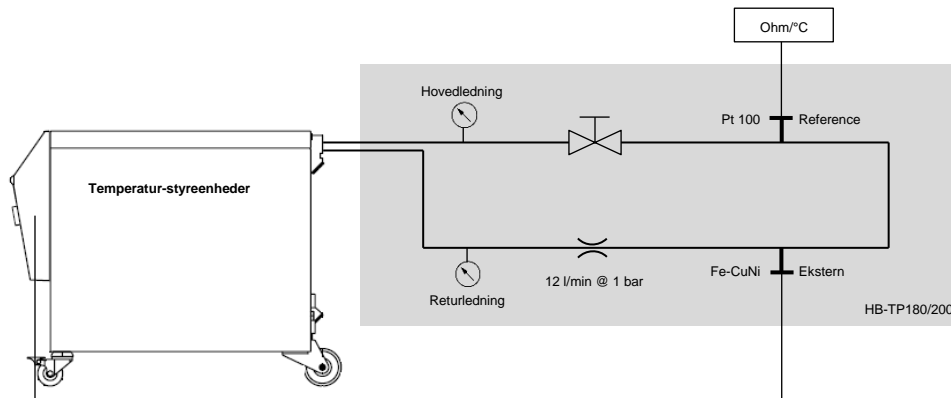 Ohm/°C
Hovedledning
Pt 100 Reference
Temperatur-styreenheder
Fe-CuNi Ekstern
12 l/min @ 1 bar
Returledning
HB-TP180/200